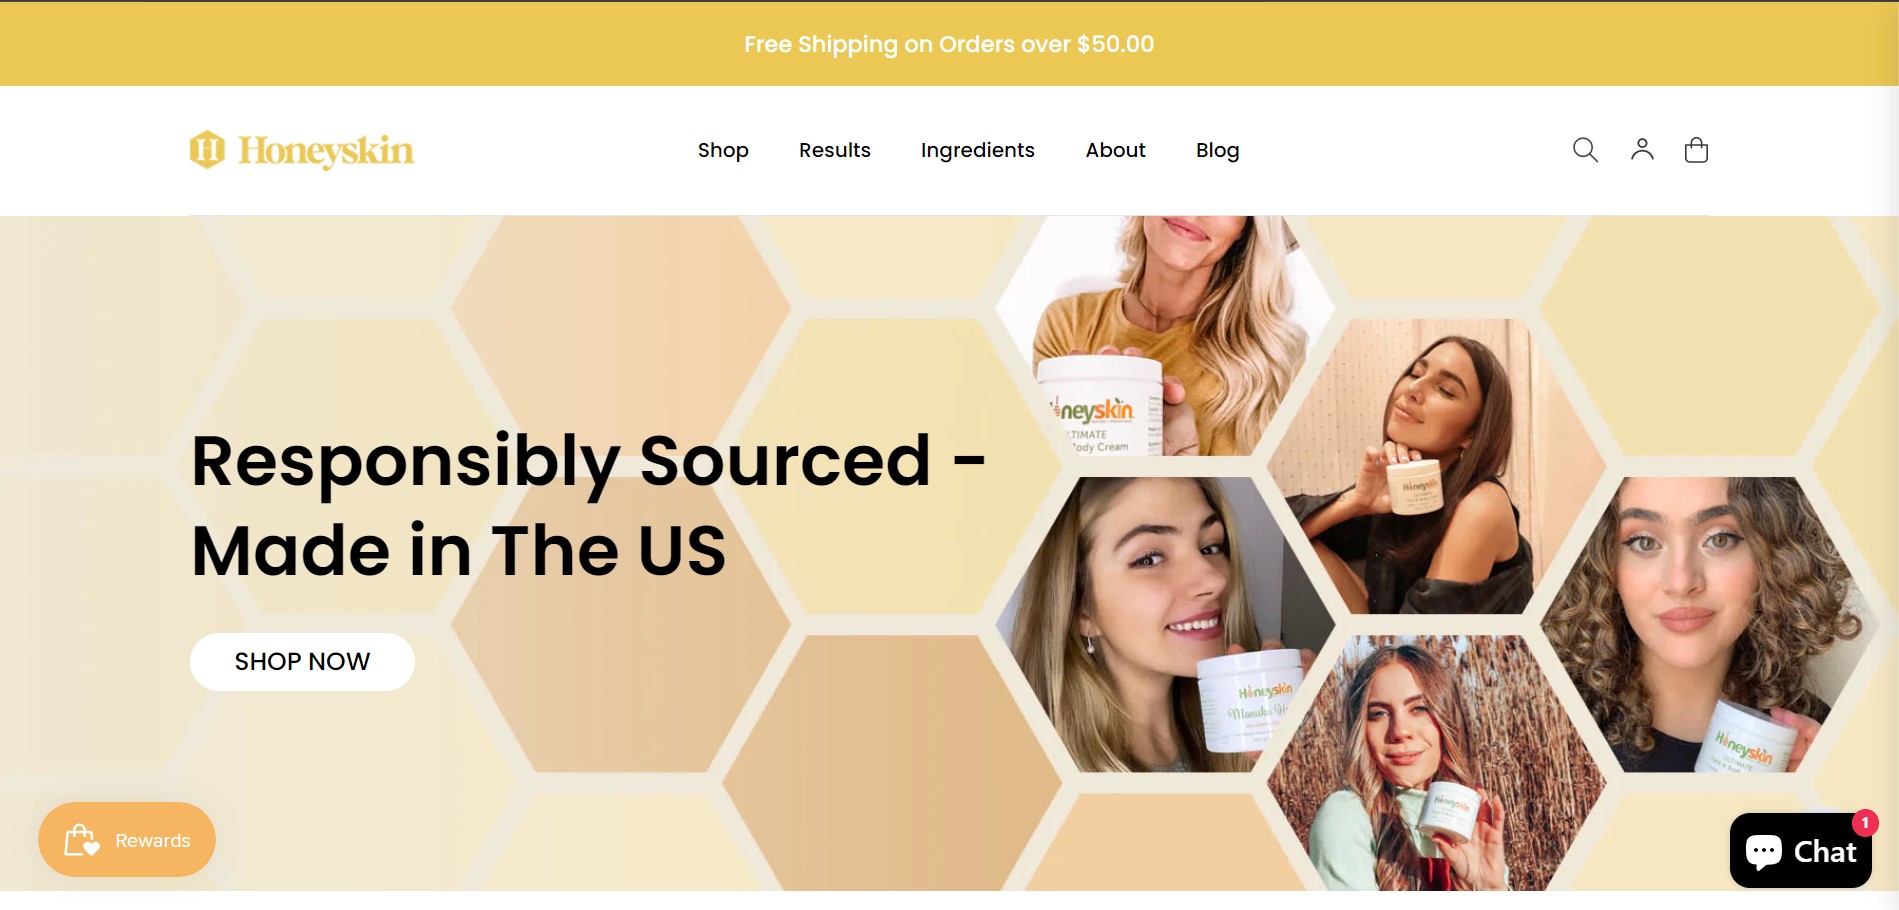 Free Shipping on Orders over $50.00
H Honeyskin
Shop Results Ingredients About Blog
neyskin
TIMATE
ody Cream
Honeyskin
Responsibly Sourced -
Made in The US
SHOP NOW
Honeyskin
Manuka
Honeyskin
ULTIMATE
Honeyskin
Rewards
Chat
1